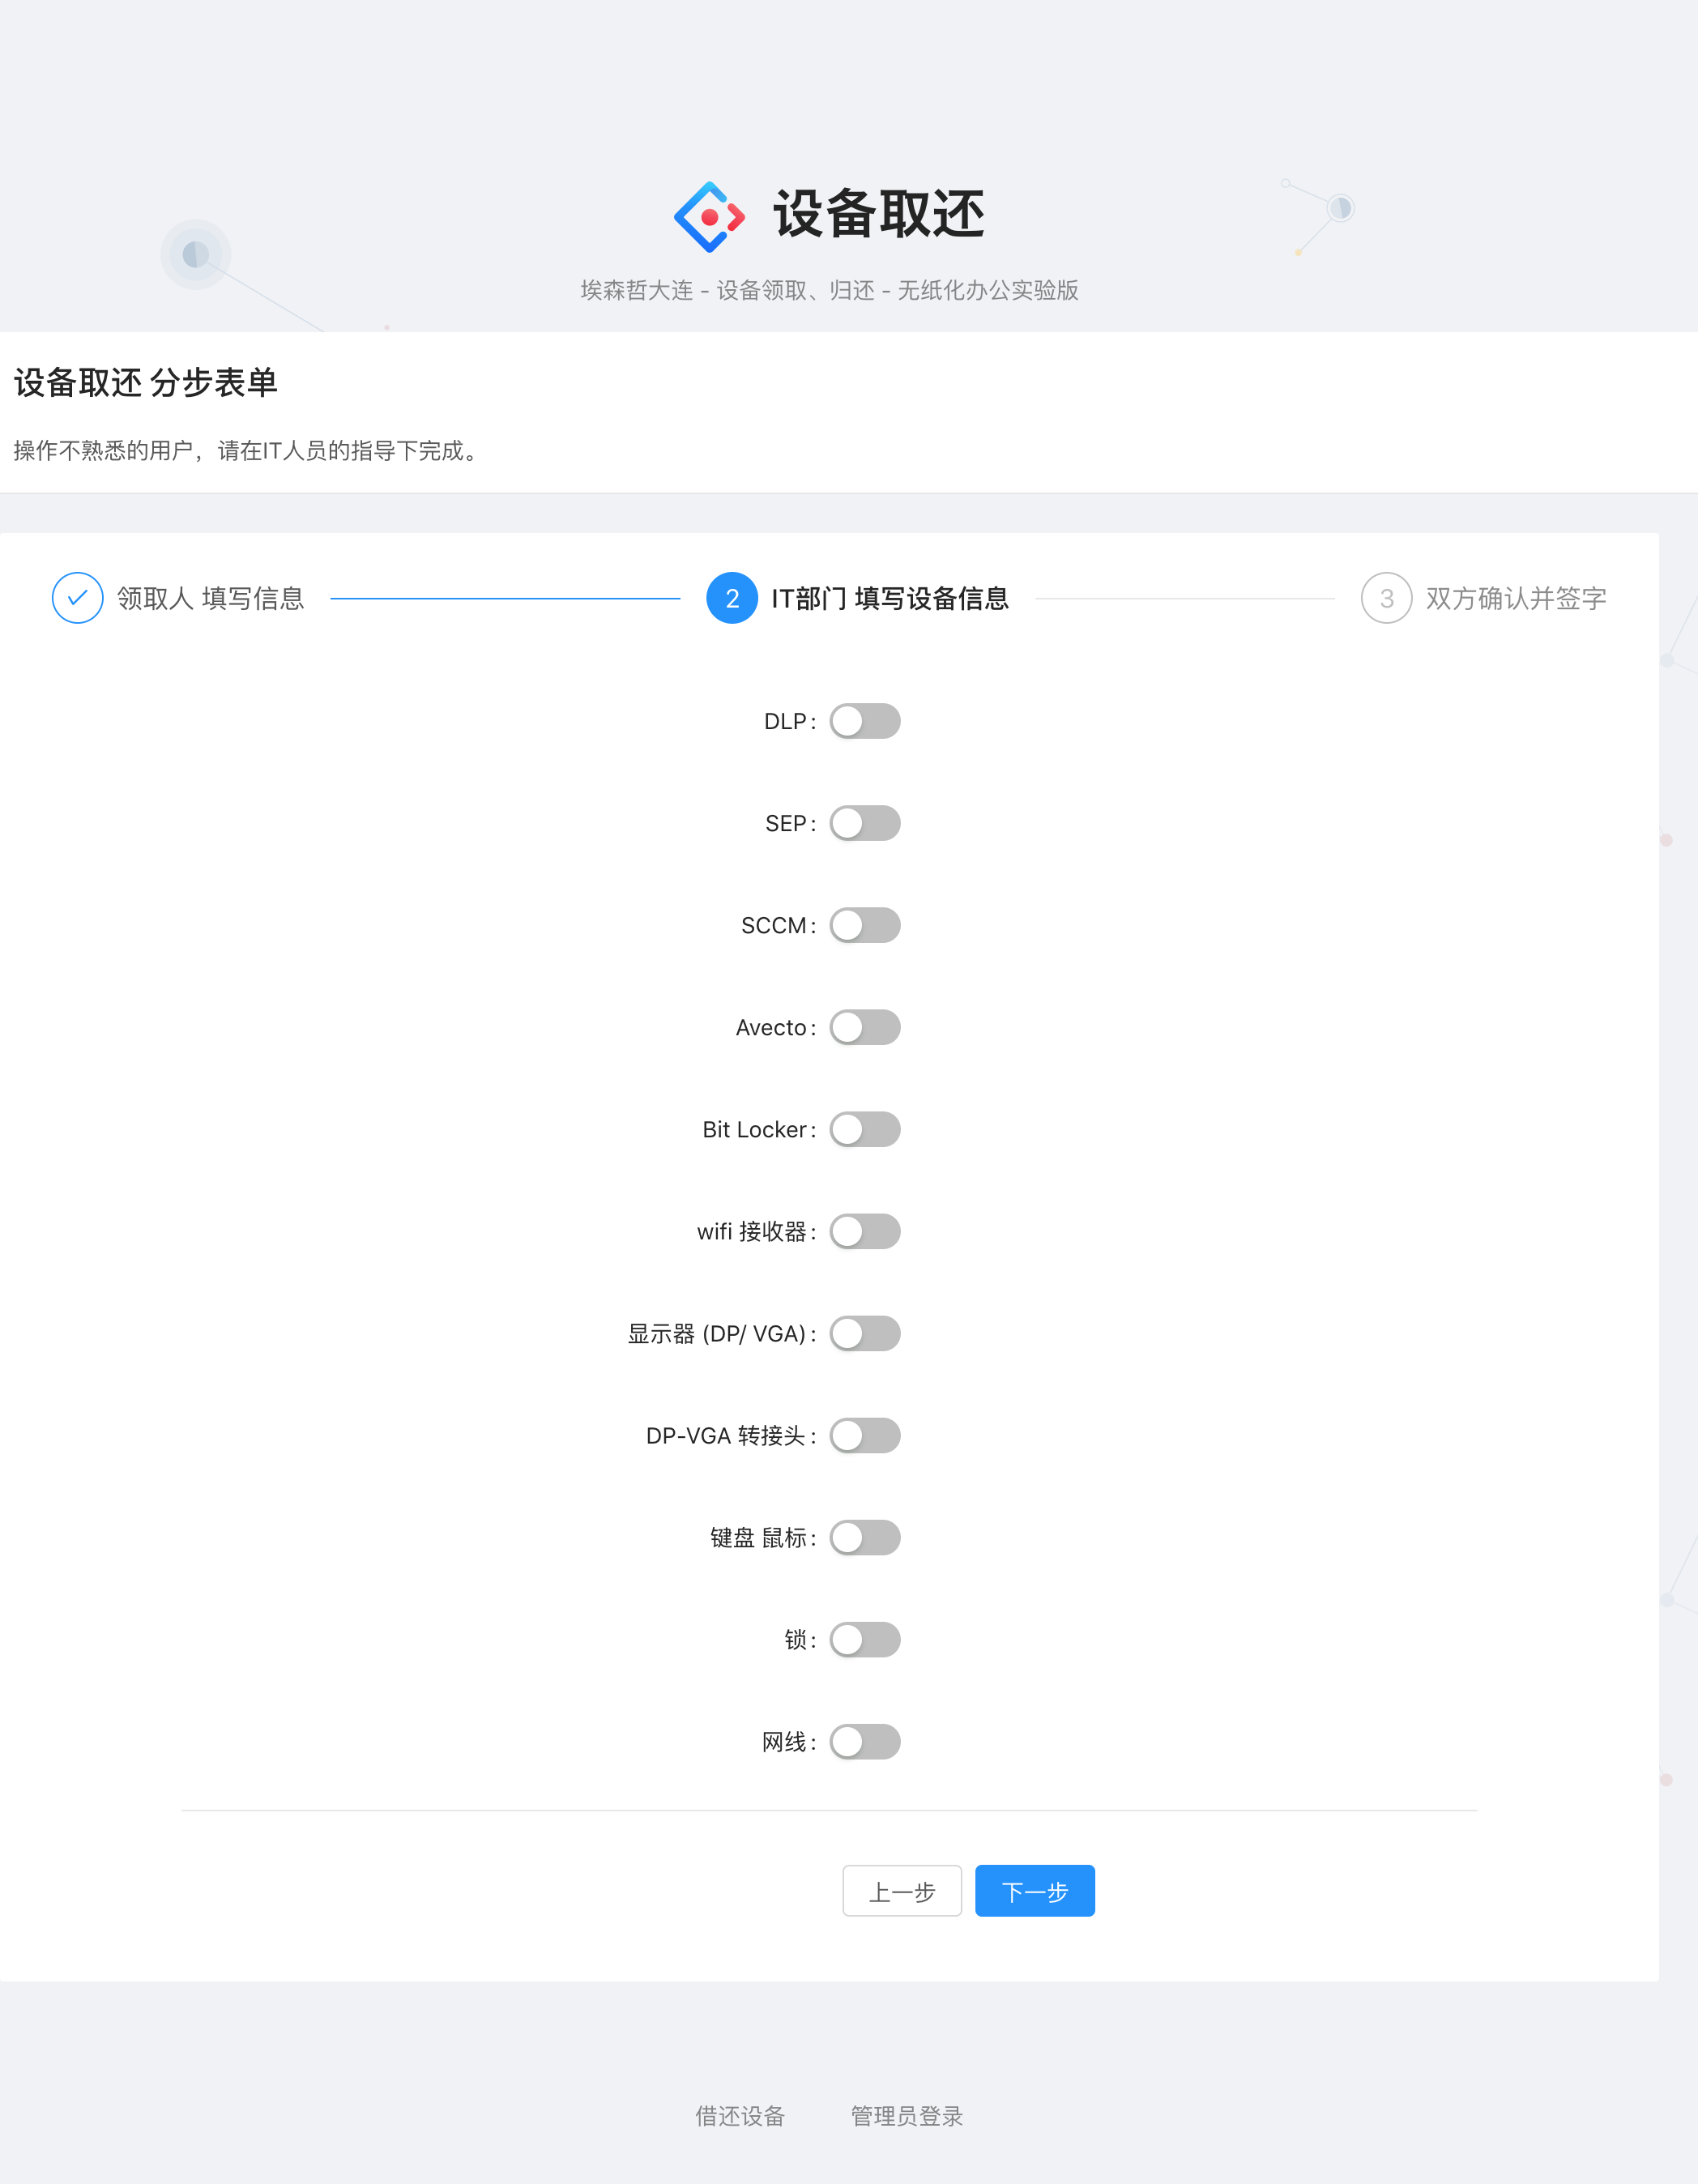 设备取还
埃森哲大连 - 设备领取、归还 - 无纸化办公实验版
设备取还 分步表单
操作不熟悉的用户，请在IT人员的指导下完成。
领取人 填写信息
2 IT部门 填写设备信息
3 双方确认并签字
DLP :
SEP :
SCCM :
Avecto :
Bit Locker :
wifi 接收器 :
显示器 (DP/ VGA) :
DP-VGA 转接头 :
键盘 鼠标 :
锁 :
网线 :
上一步 下一步
借还设备 管理员登录